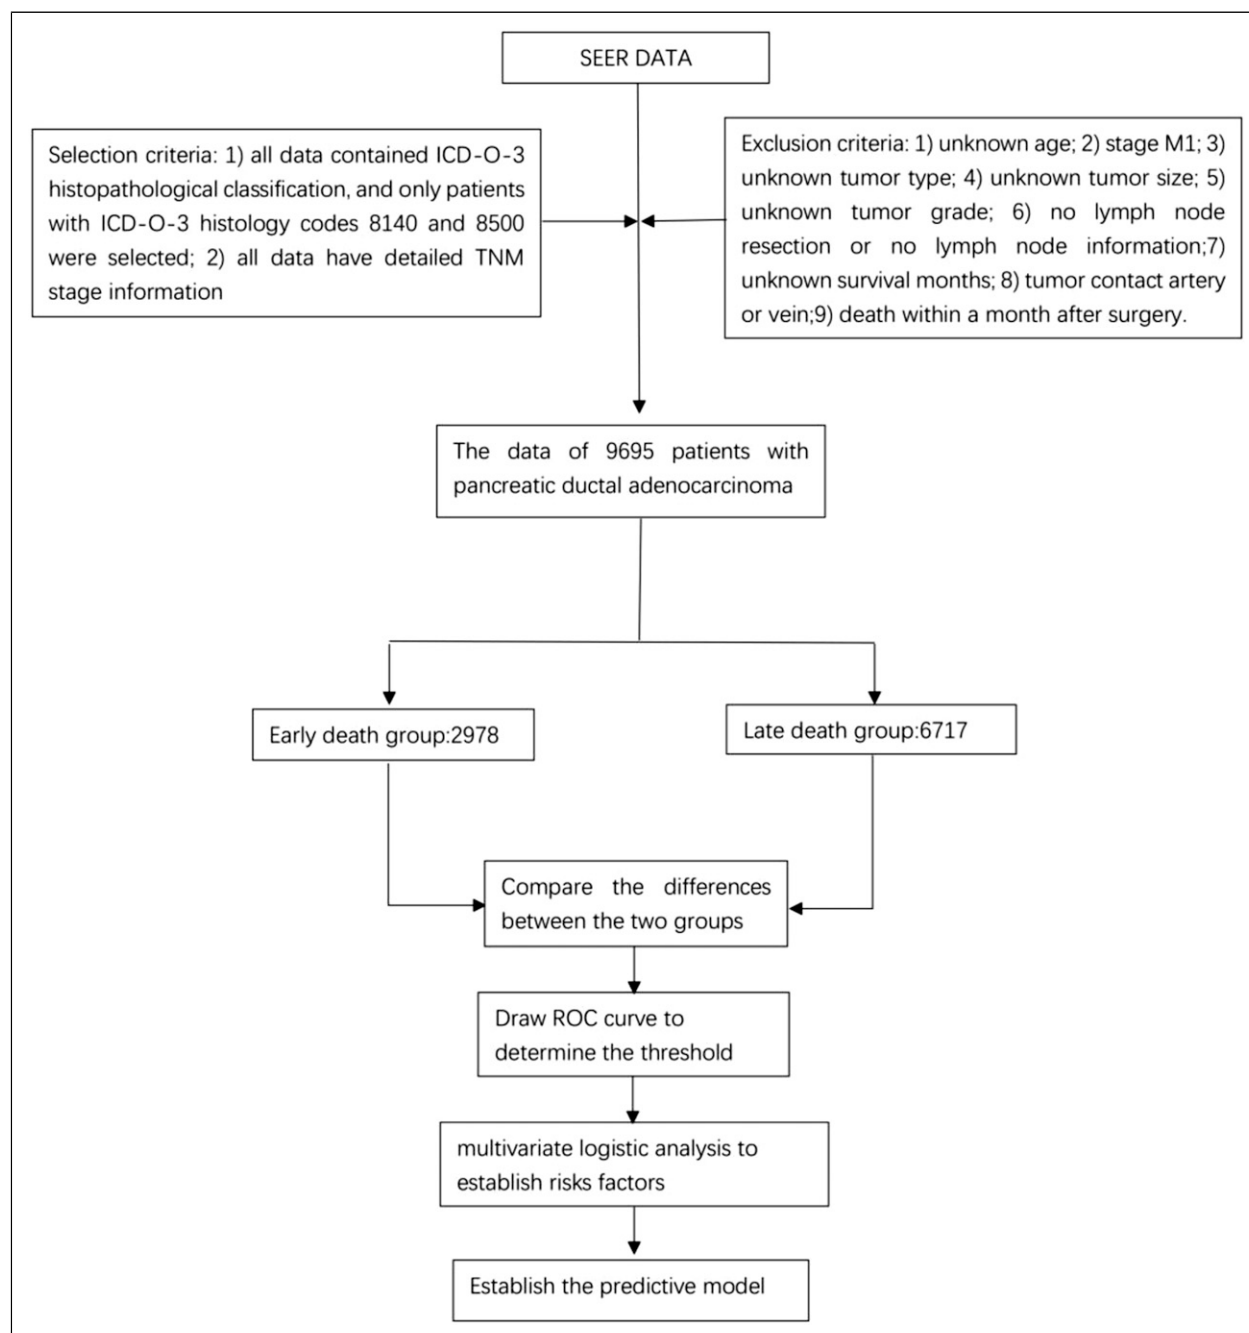 SEER DATA
Selection criteria: 1) all data contained ICD-O-3
histopathological classification, and only patients
with ICD-O-3 histology codes 8140 and 8500
were selected; 2) all data have detailed TNM
stage information
Exclusion criteria: 1) unknown age; 2) stage M1; 3)
unknown tumor type; 4) unknown tumor size; 5)
unknown tumor grade; 6) no lymph node
resection or no lymph node information;7)
unknown survival months; 8) tumor contact artery
or vein;9) death within a month after surgery.
The data of 9695 patients with
pancreatic ductal adenocarcinoma
Early death group:2978
Late death group:6717
Compare the differences
between the two groups
Draw ROC curve to
determine the threshold
multivariate logistic analysis to
establish risks factors
Establish the predictive model